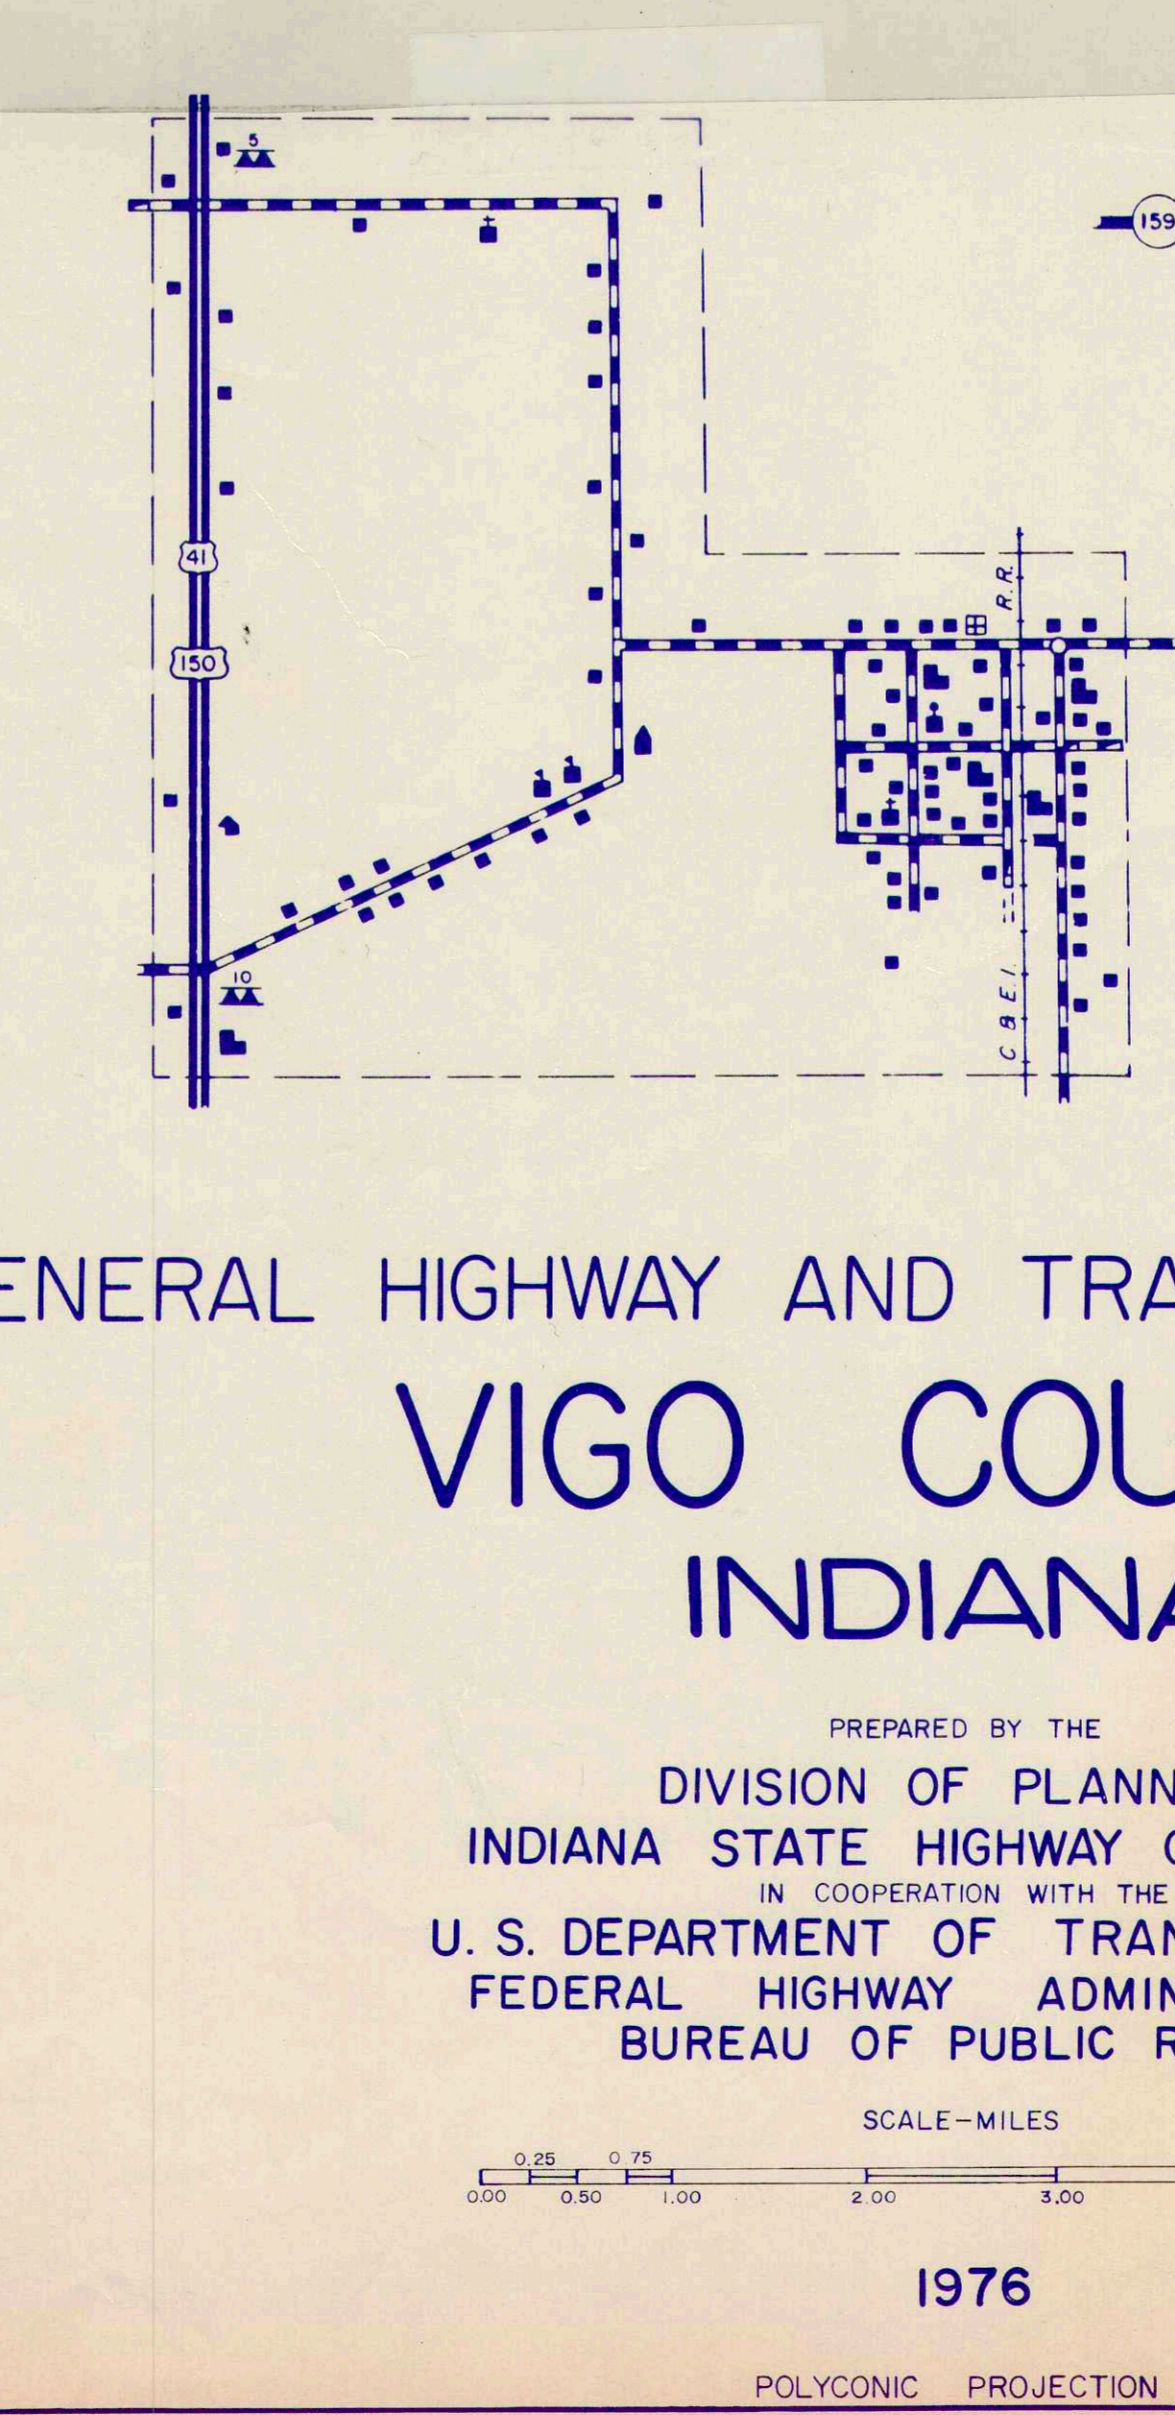 5
159
41
R.R.
150
10
C & E I.
ENERAL HIGHWAY AND TRA
VIGO COU
INDIANA
PREPARED BY THE
DIVISION OF PLANN
INDIANA STATE HIGHWAY C
IN COOPERATION WITH THE
U. S. DEPARTMENT OF TRAN
FEDERAL HIGHWAY ADMIN
BUREAU OF PUBLIC R
SCALE-MILES
0.25 0.75
0.00 0.50 1.00 2.00 3.00
1976
POLYCONIC PROJECTION